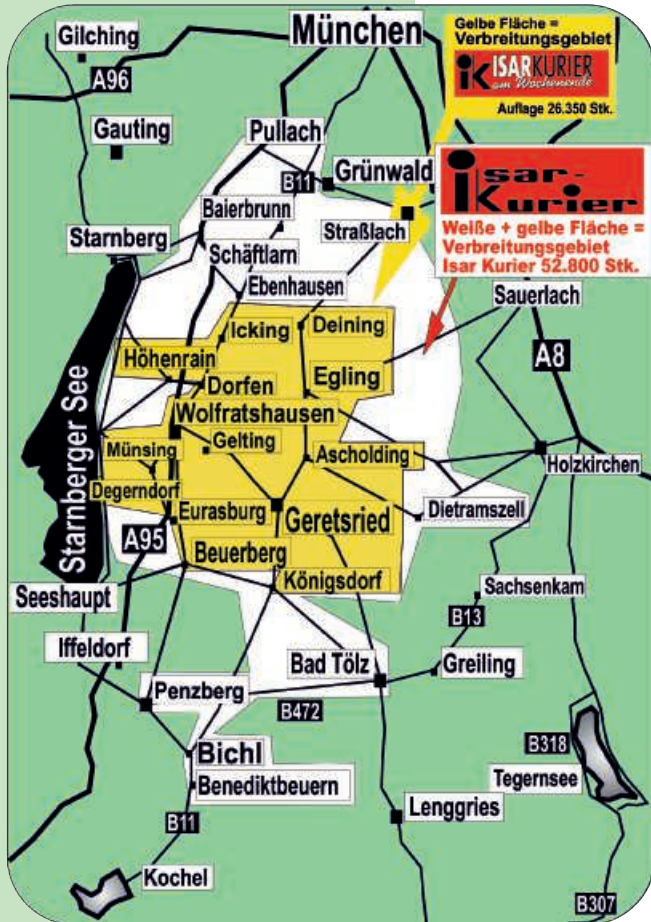 Gilching
München
Gelbe Fläche =
Verbreitungsgebiet
iK ISARKURIER
am Wochenende
Auflage 26.350 Stk.
A96
Gauting
Pullach
Grünwald
B11
isar-
Kurier
Weiße + gelbe Fläche =
Verbreitungsgebiet
Isar Kurier 52.800 Stk.
Baierbrunn
Straßlach
Starnberg
Schäftlarn
Ebenhausen
Sauerlach
Icking
Deining
Höhenrain
A8
Dorfen
Egling
Starnberger See
Wolfratshausen
Gelting
Münsing
Ascholding
Holzkirchen
Degerndorf
Eurasburg
Geretsried
Dietramszell
A95
Beuerberg
Königsdorf
Seeshaupt
Sachsenkam
B13
Iffeldorf
Bad Tölz
Greiling
Penzberg
B472
Bichl
B318
Tegernsee
Benediktbeuern
Lenggries
B11
Kochel
B307